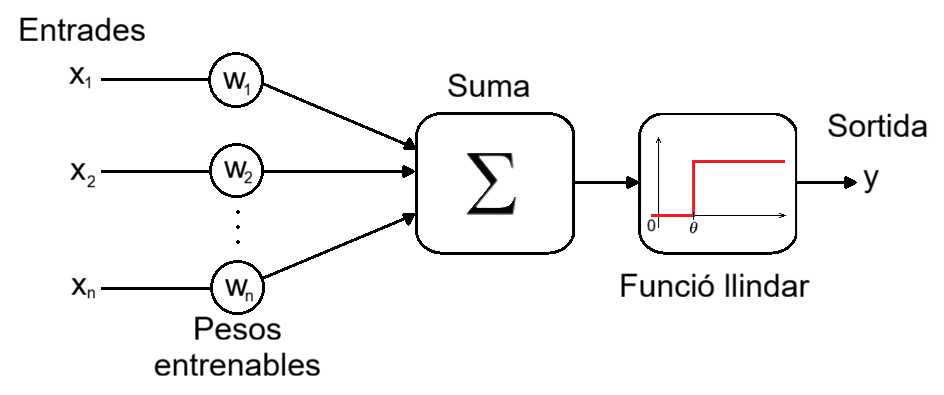 Entrades
x1
w1
x2
w2
xn
wn
Pesos
entrenables
Suma
Σ
0
θ
Funció llindar
Sortida
y